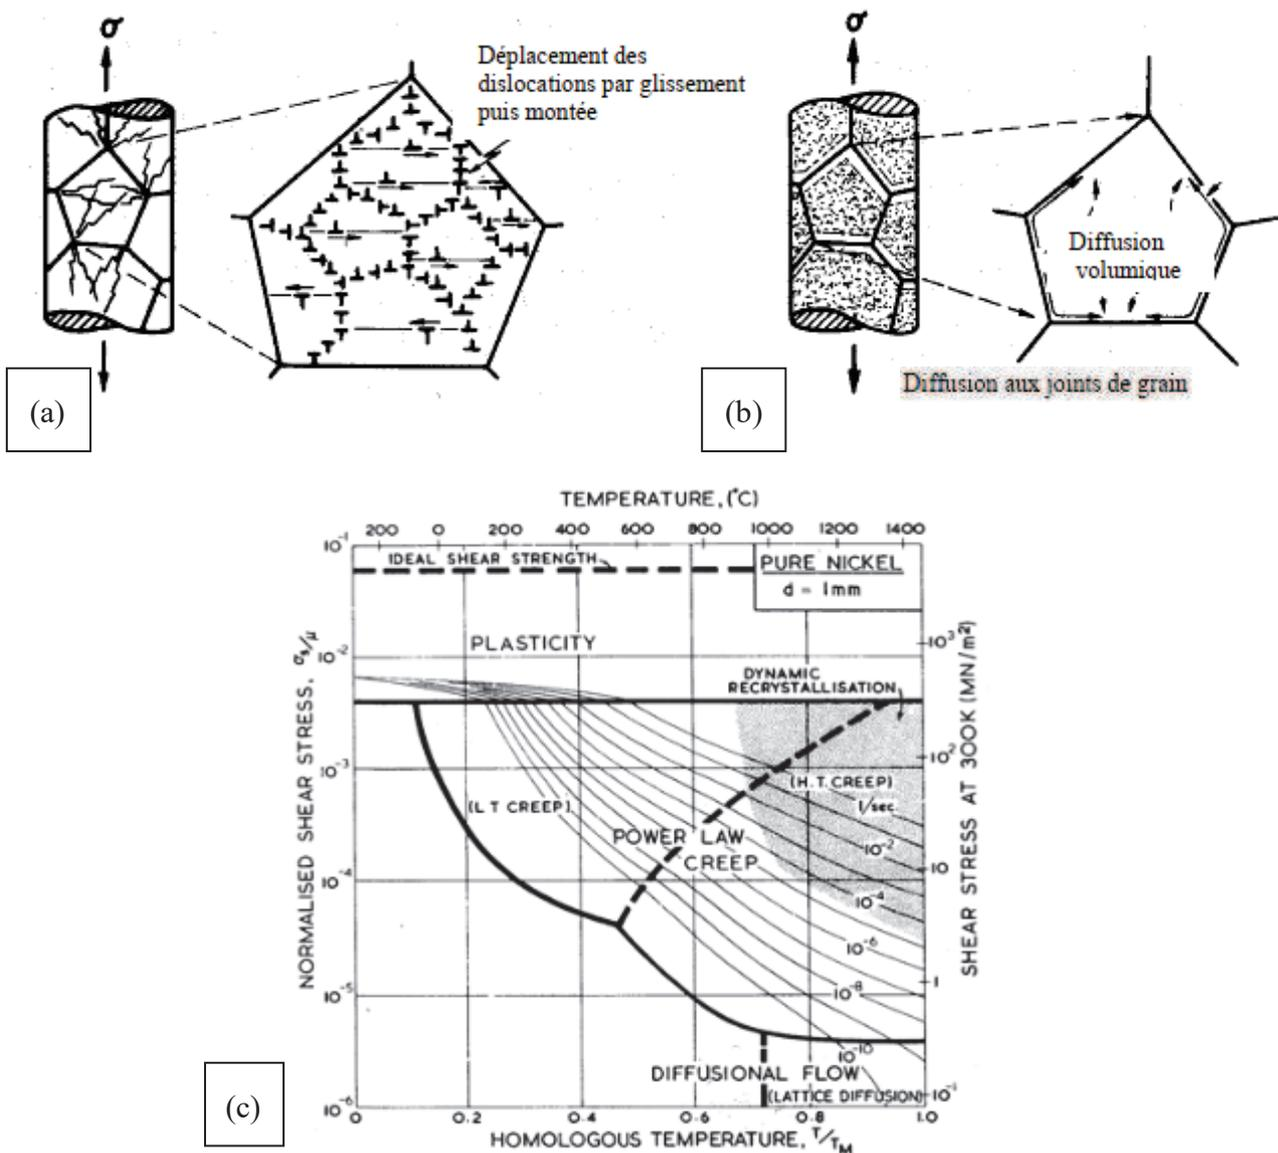 σ
Déplacement des
dislocations par glissement
puis montée
(a)
σ
Diffusion
volumique
Diffusion aux joints de grain
(b)
TEMPERATURE, (°C)
200 0 200 400 600 800 1000 1200 1400
10⁻¹
IDEAL SHEAR STRENGTH
PURE NICKEL
d = 1mm
PLASTICITY
10³
10⁻²
DYNAMIC
RECRYSTALLISATION
10²
10⁻³
(H.T. CREEP)
(L T CREEP)
1/sec
POWER LAW
CREEP
10⁻²
10
10⁻⁴
10⁻⁴
10⁻⁶
1
10⁻⁵
10⁻⁸
10⁻¹⁰
DIFFUSIONAL FLOW
(LATTICE DIFFUSION)
10⁻¹
10⁻⁶
0 0.2 0.4 0.6 0.8 1.0
HOMOLOGOUS TEMPERATURE, T/TM
NORMALISED SHEAR STRESS, σs/μ
SHEAR STRESS AT 300K (MN/m²)
(c)